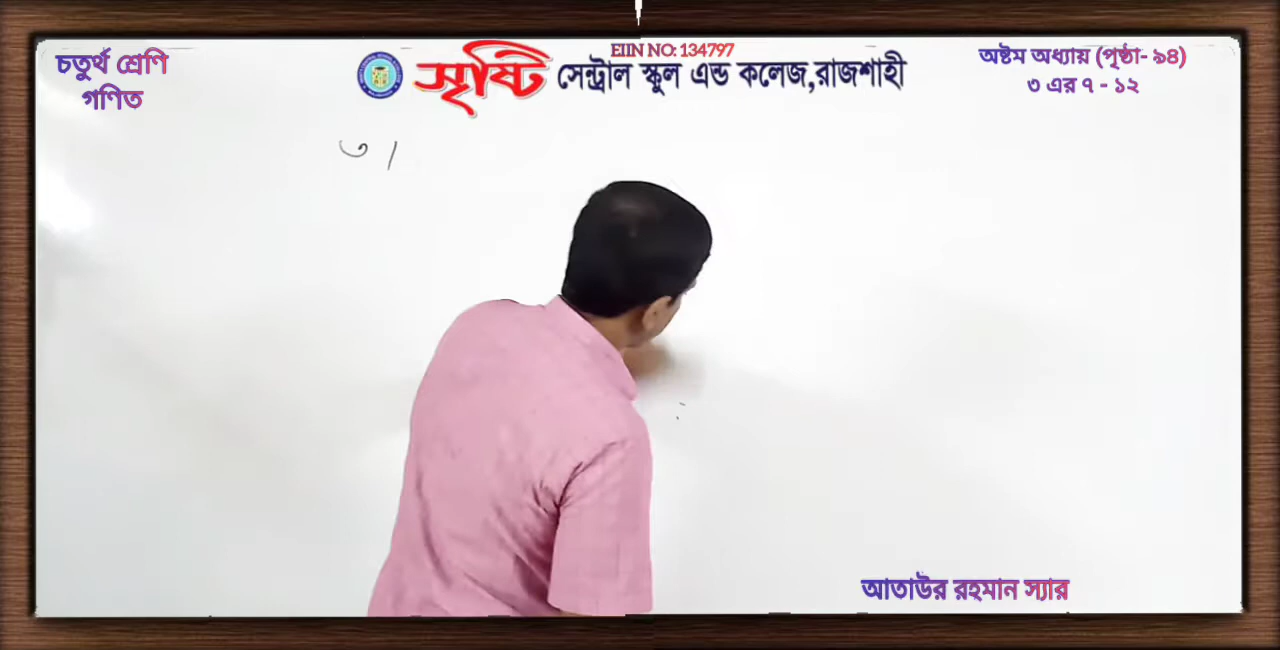 চতুর্থ শ্রেণি
গণিত
EIIN NO: 134797
সৃষ্টি সেন্ট্রাল স্কুল এন্ড কলেজ,রাজশাহী
অষ্টম অধ্যায় (পৃষ্ঠা- ৯৪)
৩ এর ৭ - ১২
৩।
আতাউর রহমান স্যার